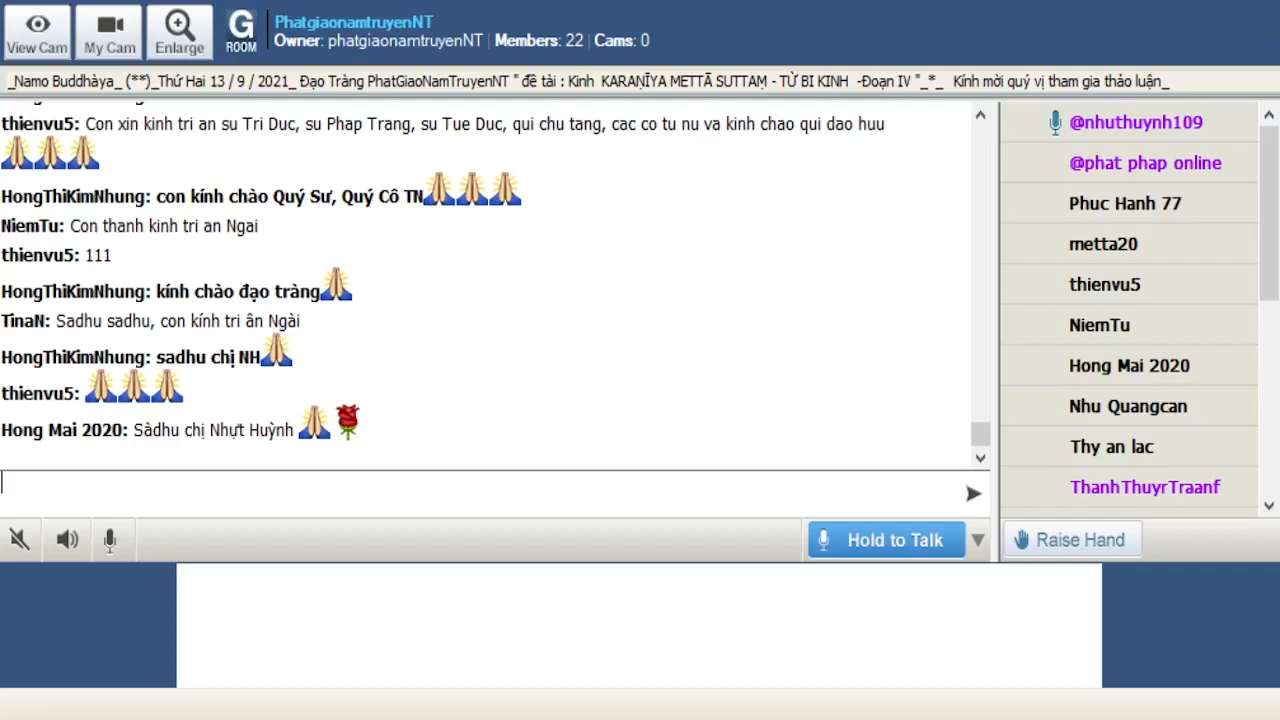 View Cam
My Cam
Enlarge
G
ROOM
PhatgiaonamtruyenNT
Owner: phatgiaonamtruyenNT | Members: 22 | Cams: 0
_Namo Buddhàya_ (**)_Thứ Hai 13 / 9 / 2021_ Đạo Tràng PhatGiaoNamTruyenNT " đề tài : Kinh KARAṆĪYA METTĀ SUTTAṂ - TỪ BI KINH -Đoạn IV "_*_ Kính mời quý vị tham gia thảo luận_
thienvu5: Con xin kinh tri an su Tri Duc, su Phap Trang, su Tue Duc, qui chu tang, cac co tu nu va kinh chao qui dao huu
HongThiKimNhung: con kính chào Quý Sư, Quý Cô TN
NiemTu: Con thanh kinh tri an Ngai
thienvu5: 111
HongThiKimNhung: kính chào đạo tràng
TinaN: Sadhu sadhu, con kính tri ân Ngài
HongThiKimNhung: sadhu chị NH
thienvu5:
Hong Mai 2020: Sàdhu chị Nhựt Huỳnh
@nhuthuynh109
@phat phap online
Phuc Hanh 77
metta20
thienvu5
NiemTu
Hong Mai 2020
Nhu Quangcan
Thy an lac
ThanhThuyrTraanf
Hold to Talk
Raise Hand